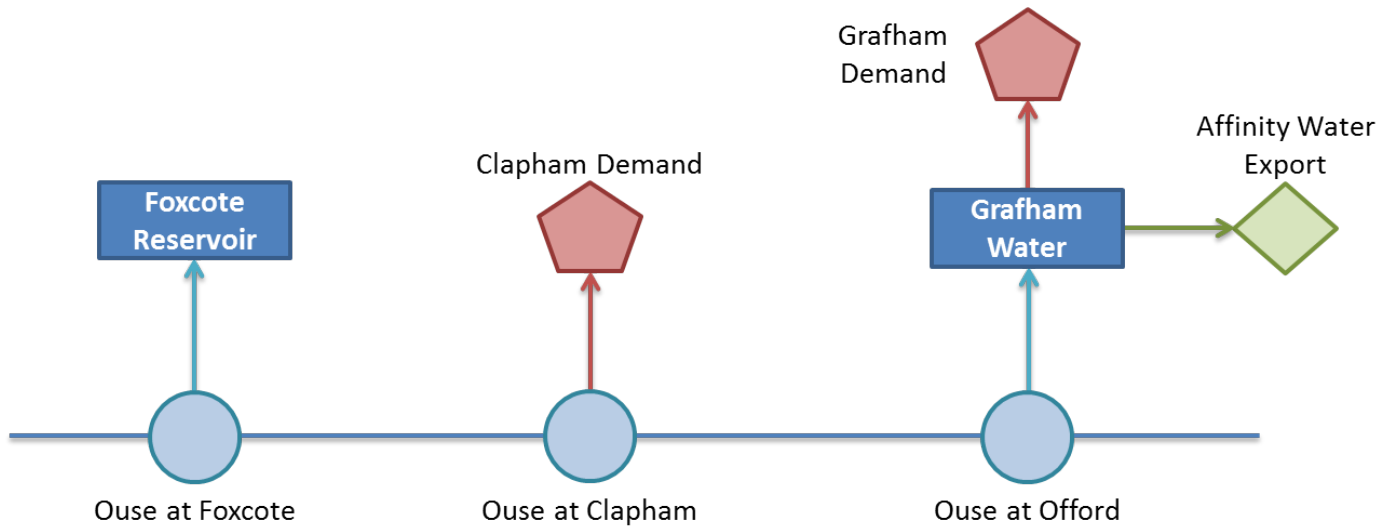 Grafham
Demand
Affinity Water
Export
Clapham Demand
Foxcote
Reservoir
Grafham
Water
Ouse at Foxcote
Ouse at Clapham
Ouse at Offord